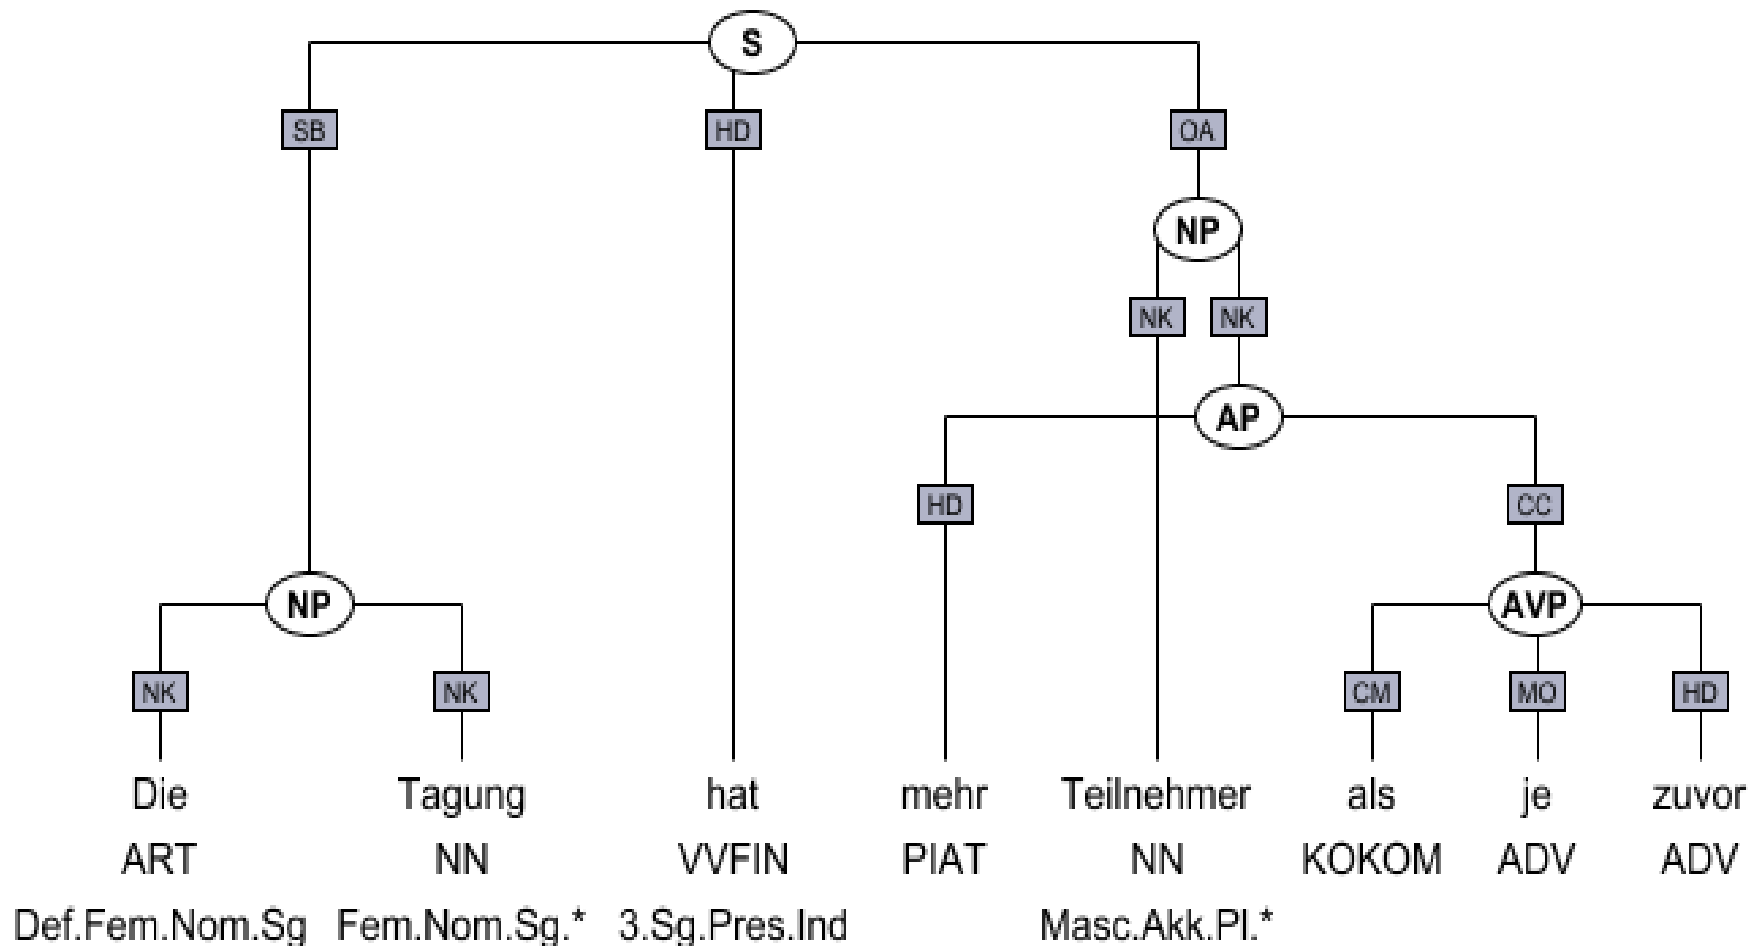 S
SB HD OA
NP
NK NK
AP
HD CC
NP AVP
NK NK CM MO HD
Die Tagung hat mehr Teilnehmer als je zuvor
ART NN VVFIN PIAT NN KOKOM ADV ADV
Def.Fem.Nom.Sg Fem.Nom.Sg.* 3.Sg.Pres.Ind Masc.Akk.Pl.*